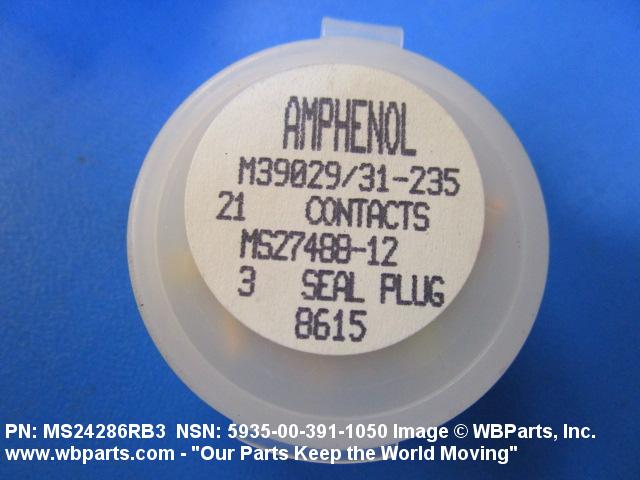 AMPHENOL
M39029/31-235
21 CONTACTS
MS27488-12
3 SEAL PLUG
8615
PN: MS24286RB3 NSN: 5935-00-391-1050 Image © WBParts, Inc.
www.wbparts.com - "Our Parts Keep the World Moving"